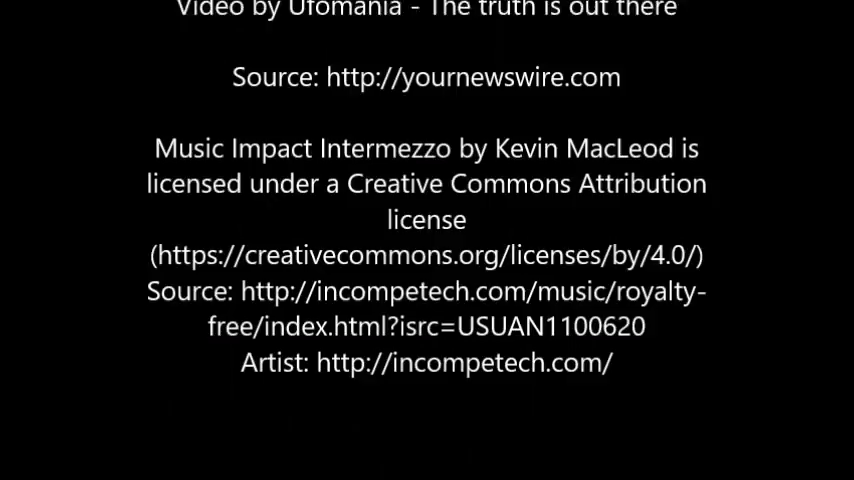 Video by Ufomania - The truth is out there
Source: http://yournewswire.com
Music Impact Intermezzo by Kevin MacLeod is
licensed under a Creative Commons Attribution
license
(https://creativecommons.org/licenses/by/4.0/)
Source: http://incompetech.com/music/royalty-
free/index.html?isrc=USUAN1100620
Artist: http://incompetech.com/